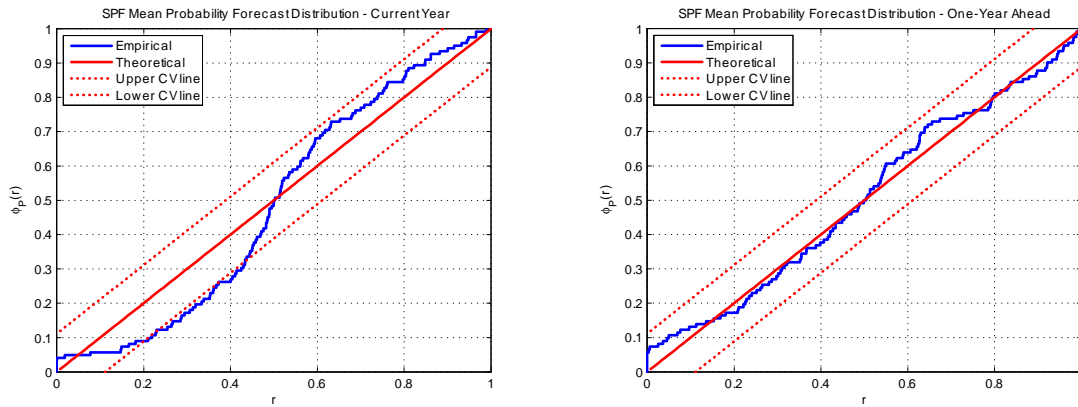 SPF Mean Probability Forecast Distribution - Current Year
1
0.9
0.8
0.7
0.6
0.5
0.4
0.3
0.2
0.1
0
ϕP(r)
Empirical
Theoretical
Upper CV line
Lower CV line
0 0.2 0.4 0.6 0.8 1
r
SPF Mean Probability Forecast Distribution - One-Year Ahead
1
0.9
0.8
0.7
0.6
0.5
0.4
0.3
0.2
0.1
0
ϕP(r)
Empirical
Theoretical
Upper CV line
Lower CV line
0 0.2 0.4 0.6 0.8
r